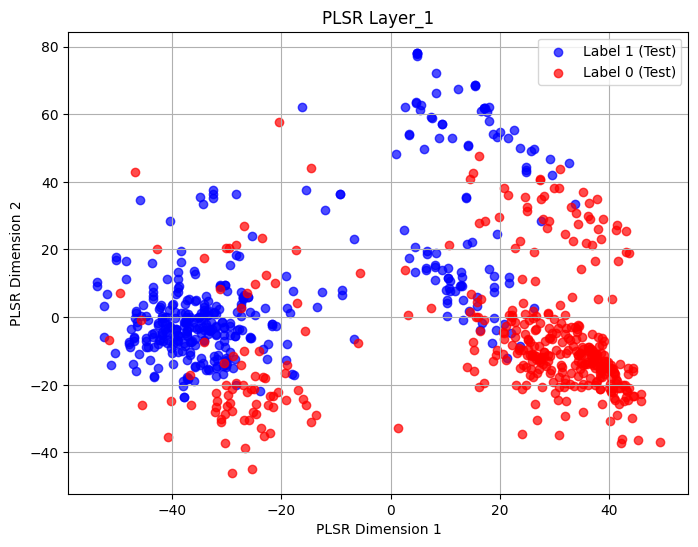 PLSR Layer_1
Label 1 (Test)
Label 0 (Test)
80
60
40
20
0
−20
−40
PLSR Dimension 2
−40
−20
0
20
40
PLSR Dimension 1